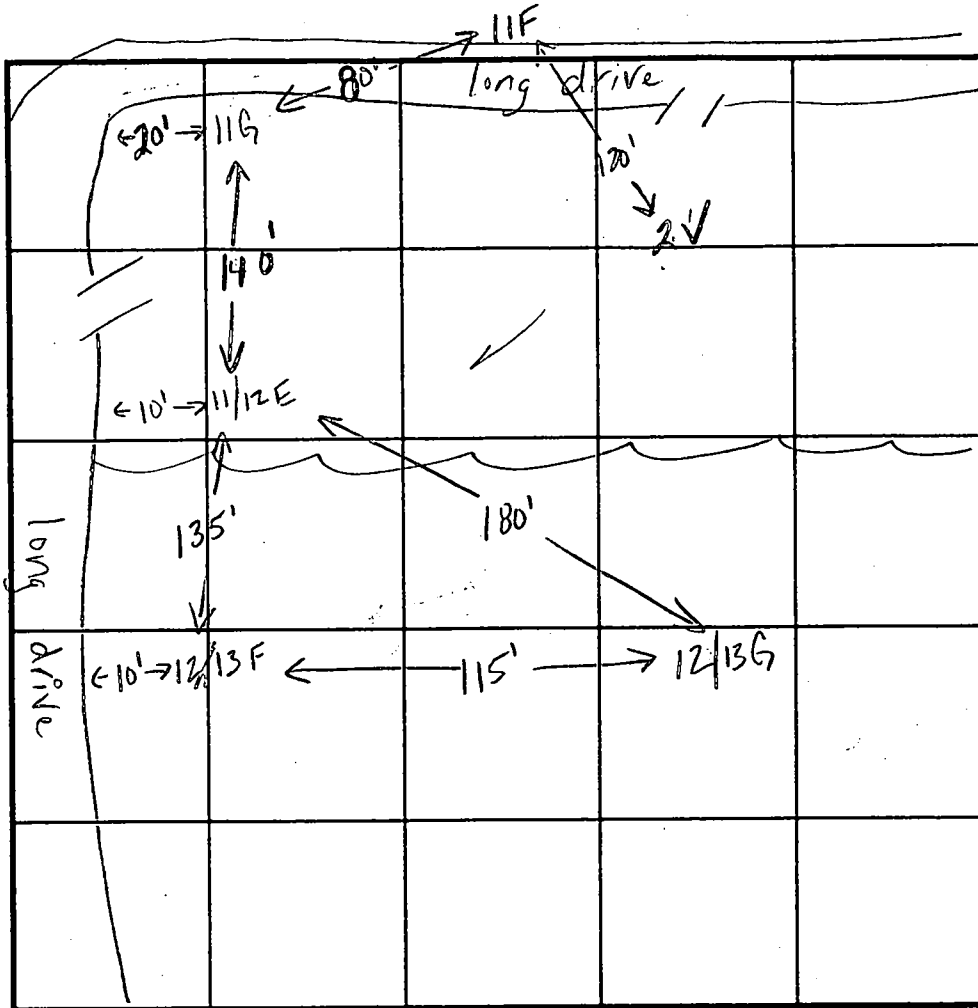 11F
80' long drive
←20'→ 11G
120'
2'
140'
←10'→ 11/12E
135'
180'
long drive
←10'→ 12/13F
115'
12/13G